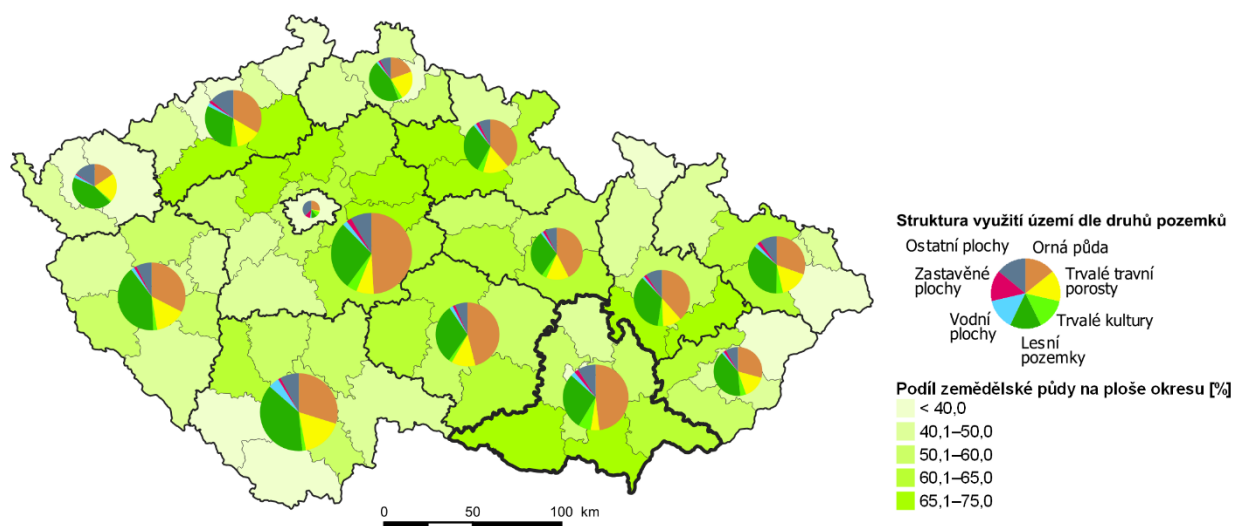 Struktura využití území dle druhů pozemků
Ostatní plochy
Orná půda
Zastavěné
plochy
Trvalé travní
porosty
Vodní
plochy
Trvalé kultury
Lesní
pozemky
Podíl zemědělské půdy na ploše okresu [%]
< 40,0
40,1–50,0
50,1–60,0
60,1–65,0
65,1–75,0
0 50 100 km